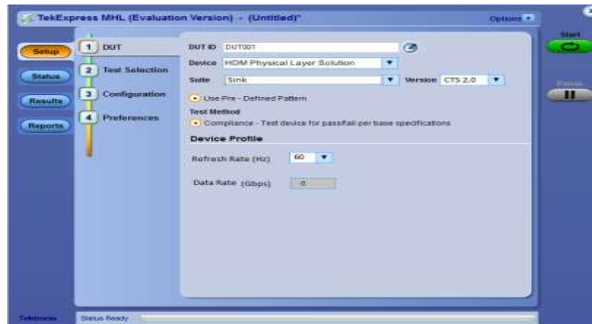 TekExpress MHL (Evaluation Version) - (Untitled)*
Options
Start
Setup
Status
Results
Reports
1 DUT
2 Test Selection
3 Configuration
4 Preferences
DUT ID DUT001
Device HDM Physical Layer Solution
Suite Sink Version CTS 2.0
Use Pre - Defined Pattern
Test Method
Compliance - Test device for pass/fail per base specifications
Device Profile
Refresh Rate (Hz) 60
Data Rate (Gbps) 6
Pause
Tektronix
Status Ready